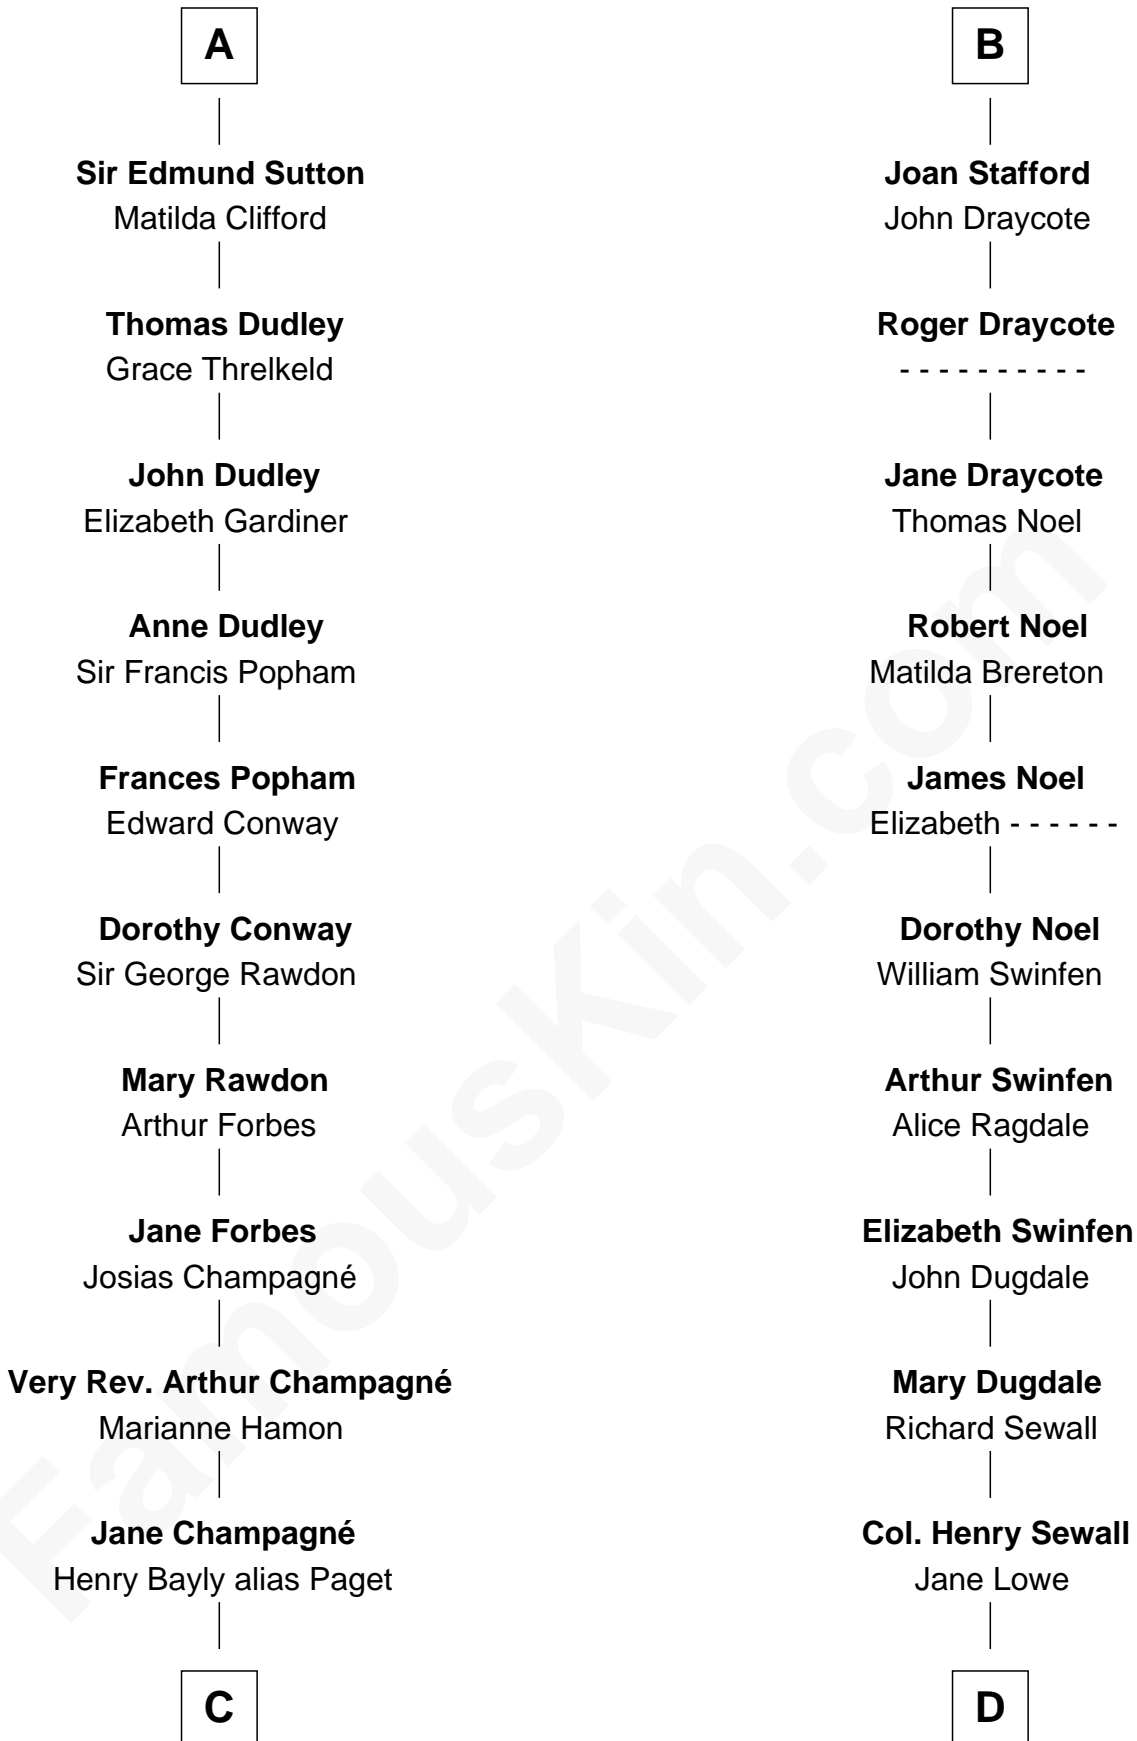 A
Sir Edmund Sutton
Matilda Clifford
Thomas Dudley
Grace Threlkeld
John Dudley
Elizabeth Gardiner
Anne Dudley
Sir Francis Popham
Frances Popham
Edward Conway
Dorothy Conway
Sir George Rawdon
Mary Rawdon
Arthur Forbes
Jane Forbes
Josias Champagné
Very Rev. Arthur Champagné
Marianne Hamon
Jane Champagné
Henry Bayly alias Paget
C
B
Joan Stafford
John Draycote
Roger Draycote
- - - - - - - - - -
Jane Draycote
Thomas Noel
Robert Noel
Matilda Brereton
James Noel
Elizabeth - - - - - -
Dorothy Noel
William Swinfen
Arthur Swinfen
Alice Ragdale
Elizabeth Swinfen
John Dugdale
Mary Dugdale
Richard Sewall
Col. Henry Sewall
Jane Lowe
D
FamousKin.com